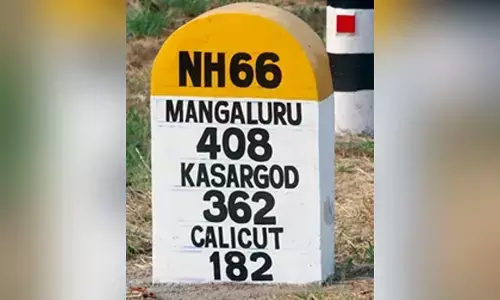 NH66
MANGALURU
408
KASARGOD
362
CALICUT
182